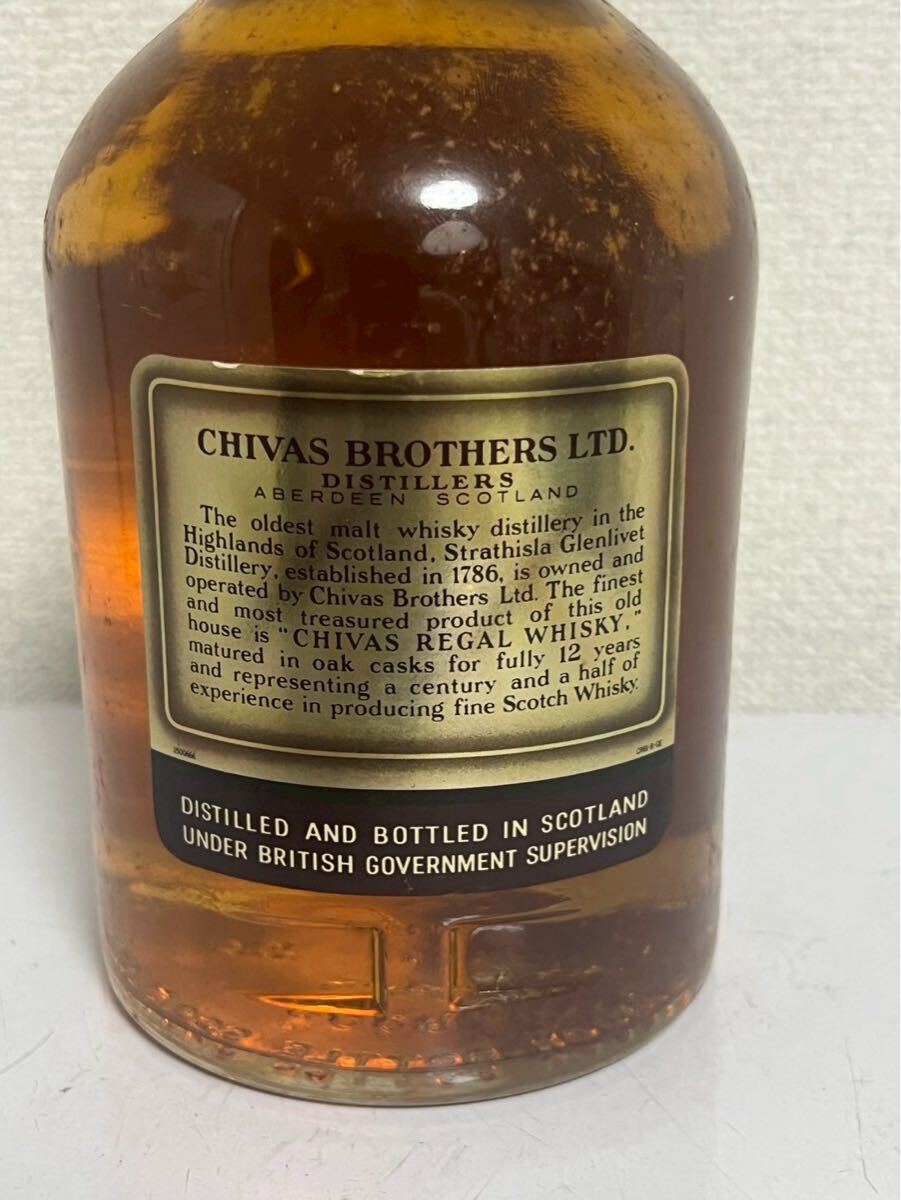 CHIVAS BROTHERS LTD.
DISTILLERS
ABERDEEN SCOTLAND
The oldest malt whisky distillery in the
Highlands of Scotland, Strathisla Glenlivet
Distillery, established in 1786, is owned and
operated by Chivas Brothers Ltd. The finest
and most treasured product of this old
house is "CHIVAS REGAL WHISKY,"
matured in oak casks for fully 12 years
and representing a century and a half of
experience in producing fine Scotch Whisky.
DISTILLED AND BOTTLED IN SCOTLAND
UNDER BRITISH GOVERNMENT SUPERVISION